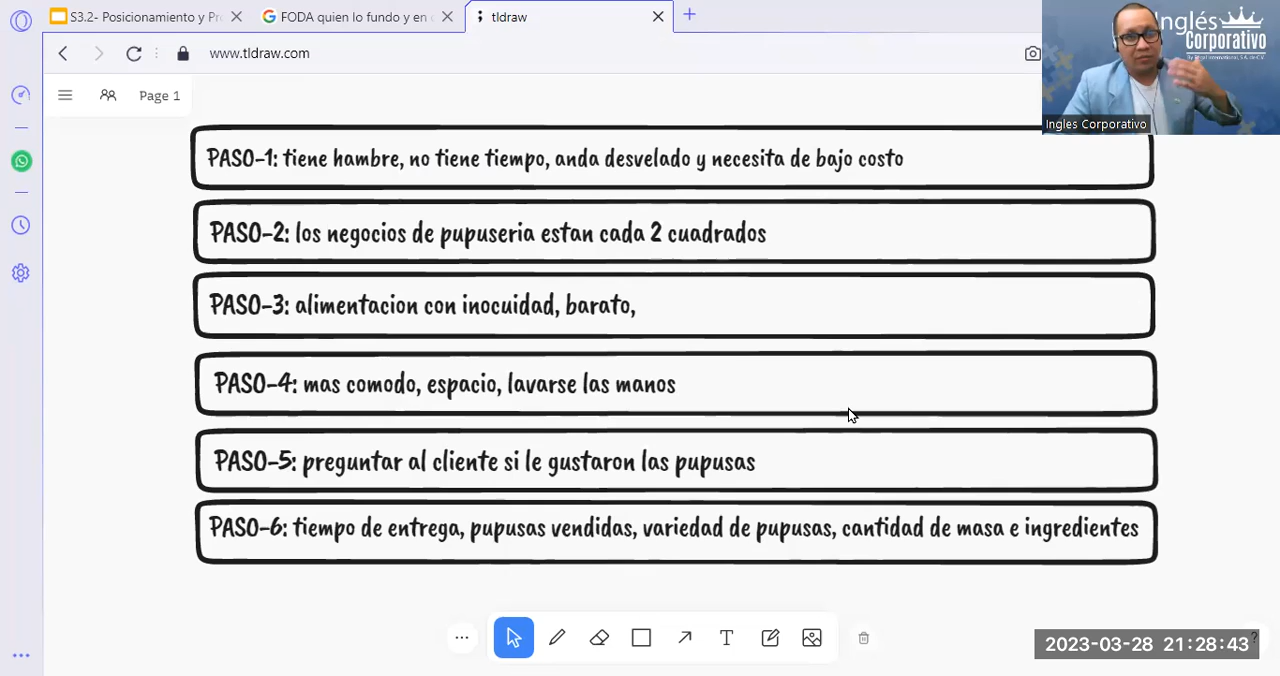 S3.2- Posicionamiento y Pr
FODA quien lo fundo y en
tldraw
www.tldraw.com
Page 1
Inglés
Corporativo
Ingles Corporativo
PASO-1: tiene hambre, no tiene tiempo, anda desvelado y necesita de bajo costo
PASO-2: los negocios de pupuseria estan cada 2 cuadrados
PASO-3: alimentacion con inocuidad, barato,
PASO-4: mas comodo, espacio, lavarse las manos
PASO-5: preguntar al cliente si le gustaron las pupusas
PASO-6: tiempo de entrega, pupusas vendidas, variedad de pupusas, cantidad de masa e ingredientes
2023-03-28 21:28:43
?